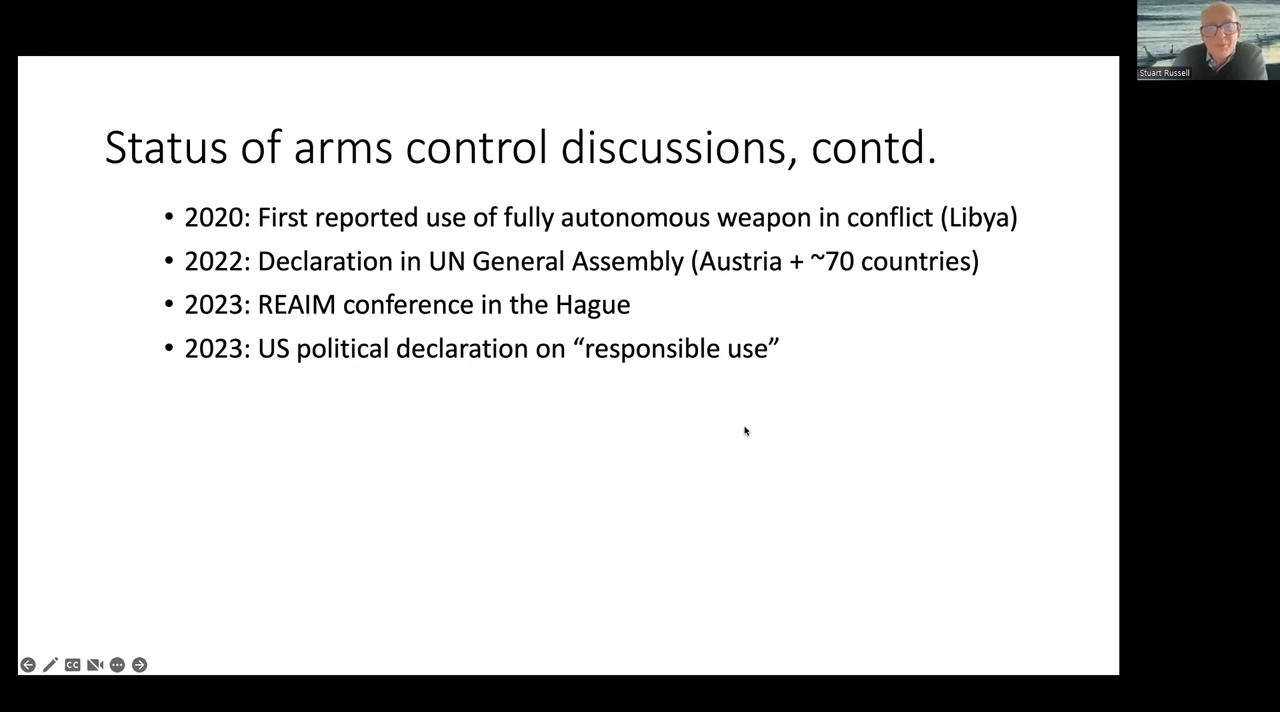 Stuart Russell
Status of arms control discussions, contd.
• 2020: First reported use of fully autonomous weapon in conflict (Libya)
• 2022: Declaration in UN General Assembly (Austria + ~70 countries)
• 2023: REAIM conference in the Hague
• 2023: US political declaration on “responsible use”
CC